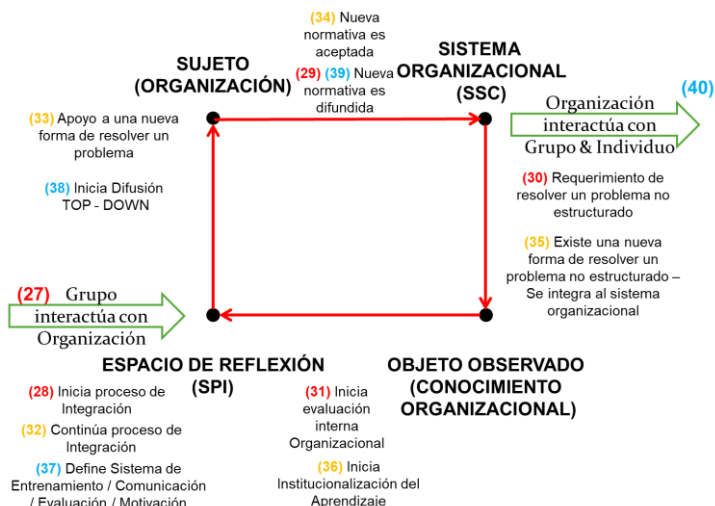 (34) Nueva
normativa es
aceptada
(29) (39) Nueva
normativa es
difundida
SUJETO
(ORGANIZACIÓN)
SISTEMA
ORGANIZACIONAL
(SSC)
(40)
Organización
interactúa con
Grupo & Individuo
(33) Apoyo a una nueva
forma de resolver un
problema
(38) Inicia Difusión
TOP - DOWN
(30) Requerimiento de
resolver un problema no
estructurado
(35) Existe una nueva
forma de resolver un
problema no estructurado –
Se integra al sistema
organizacional
(27) Grupo
interactúa con
Organización
ESPACIO DE REFLEXIÓN
(SPI)
OBJETO OBSERVADO
(CONOCIMIENTO
ORGANIZACIONAL)
(28) Inicia proceso de
Integración
(32) Continúa proceso de
Integración
(37) Define Sistema de
Entrenamiento / Comunicación
/ Evaluación / Motivación
(31) Inicia
evaluación
interna
Organizacional
(36) Inicia
Institucionalización del
Aprendizaje